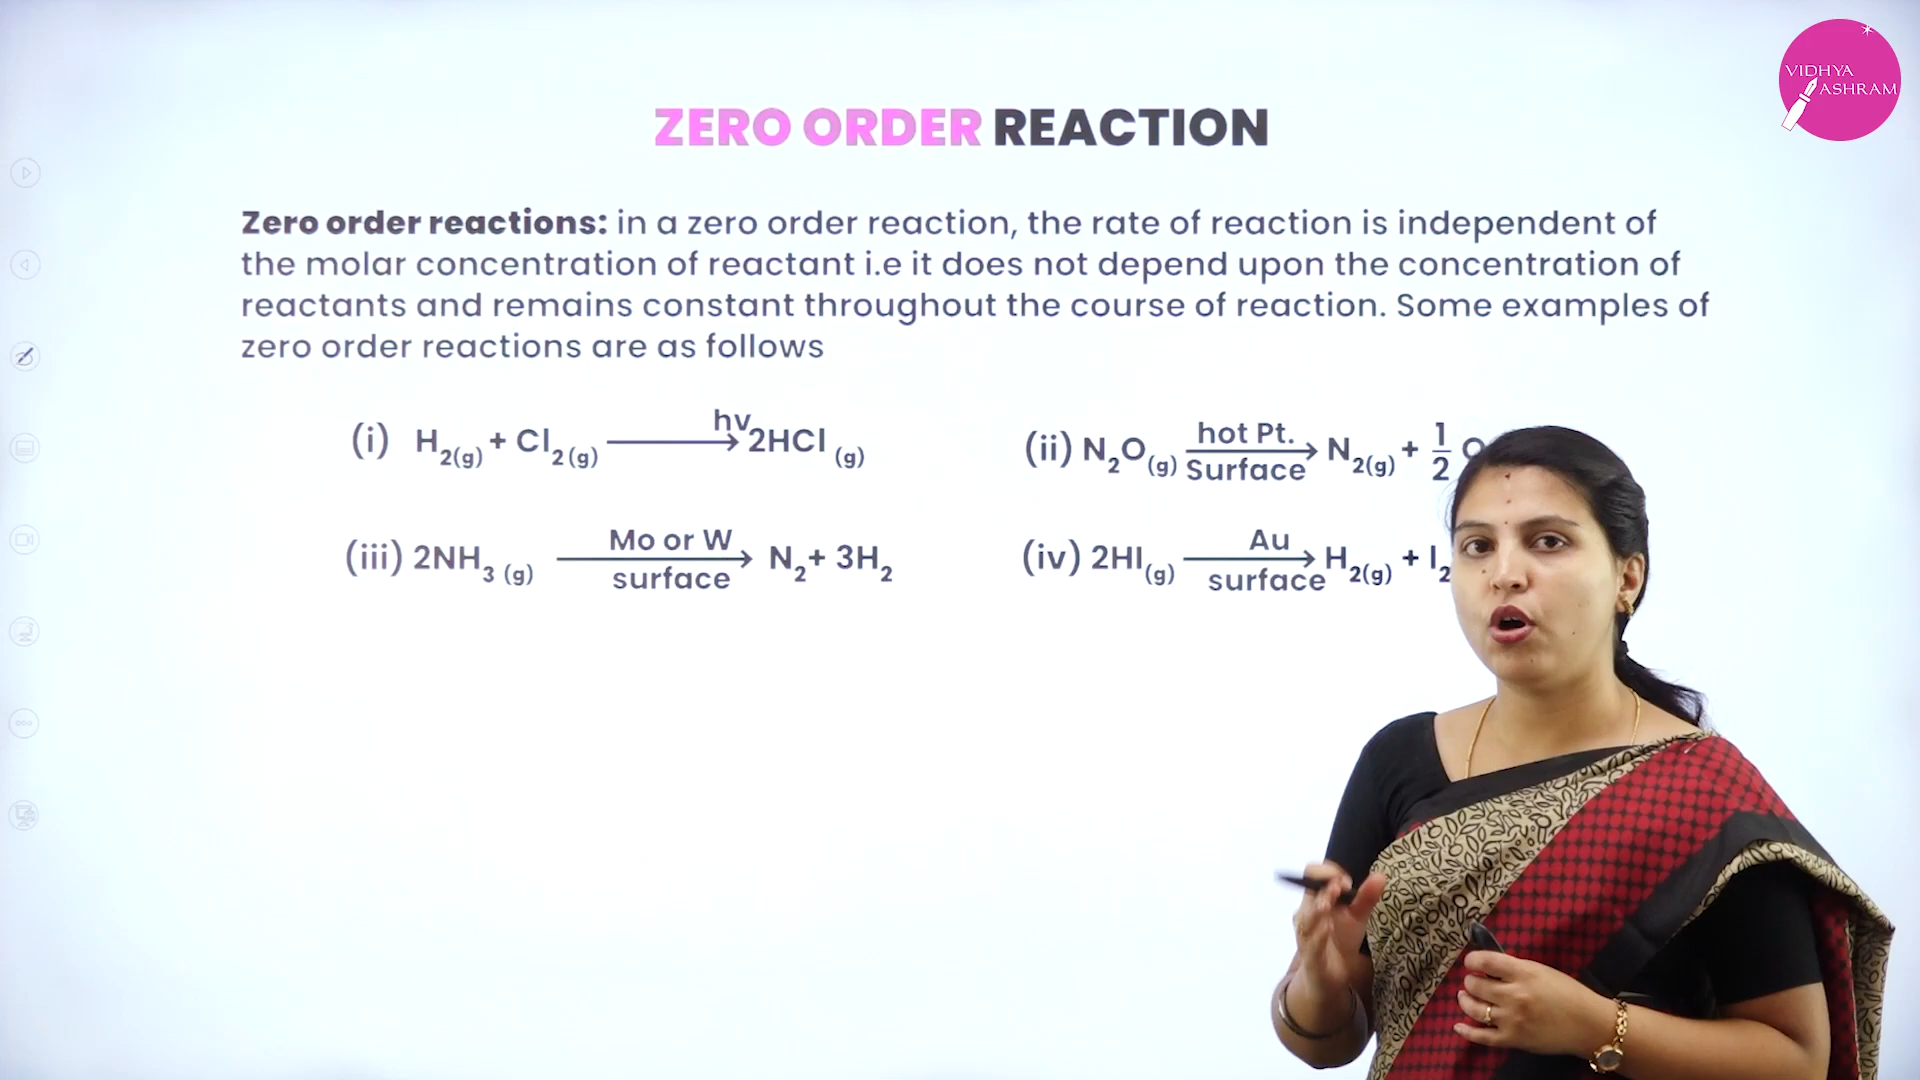 VIDHYA
ASHRAM
ZERO ORDER REACTION
Zero order reactions: in a zero order reaction, the rate of reaction is independent of
the molar concentration of reactant i.e it does not depend upon the concentration of
reactants and remains constant throughout the course of reaction. Some examples of
zero order reactions are as follows
(i) H₂(g) + Cl₂(g) ⟶ hν 2HCl (g)
(ii) N₂O(g) hot Pt. ⟶ Surface N₂(g) + 1/2
(iii) 2NH₃ (g) Mo or W ⟶ surface N₂ + 3H₂
(iv) 2HI(g) Au ⟶ surface H₂(g) + I₂